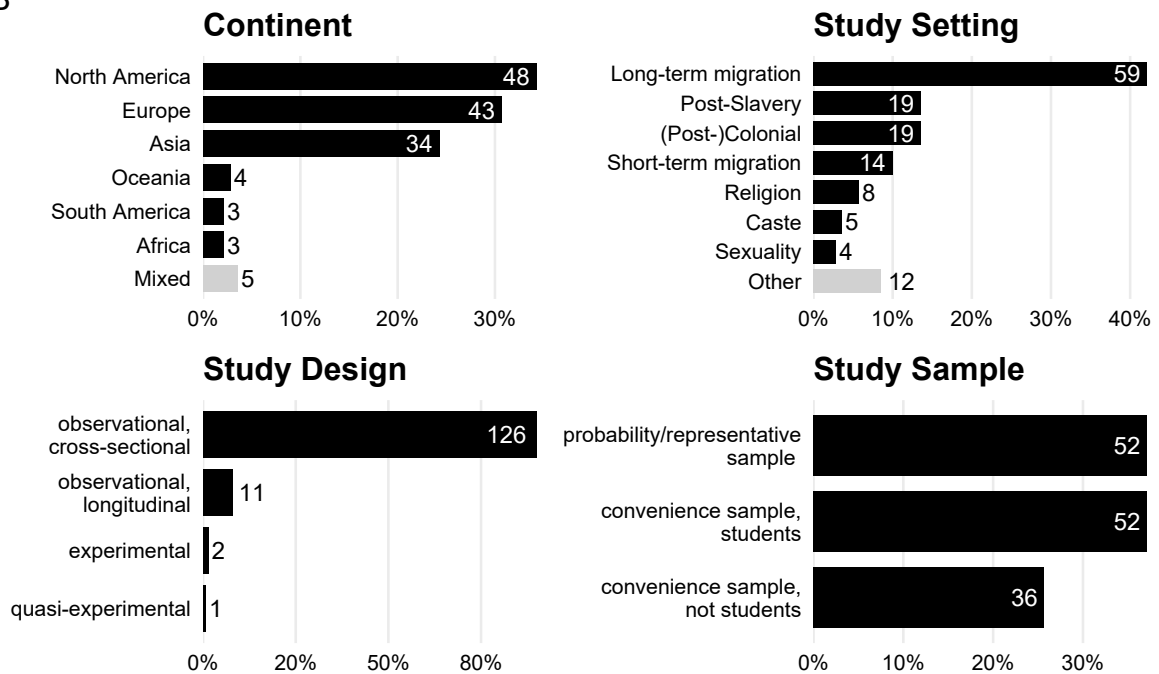 Continent
North America 48
Europe 43
Asia 34
Oceania 4
South America 3
Africa 3
Mixed 5
0% 10% 20% 30%
Study Setting
Long-term migration 59
Post-Slavery 19
(Post-)Colonial 19
Short-term migration 14
Religion 8
Caste 5
Sexuality 4
Other 12
0% 10% 20% 30% 40%
Study Design
observational,
cross-sectional 126
observational,
longitudinal 11
experimental 2
quasi-experimental 1
0% 20% 50% 80%
Study Sample
probability/representative
sample 52
convenience sample,
students 52
convenience sample,
not students 36
0% 10% 20% 30%